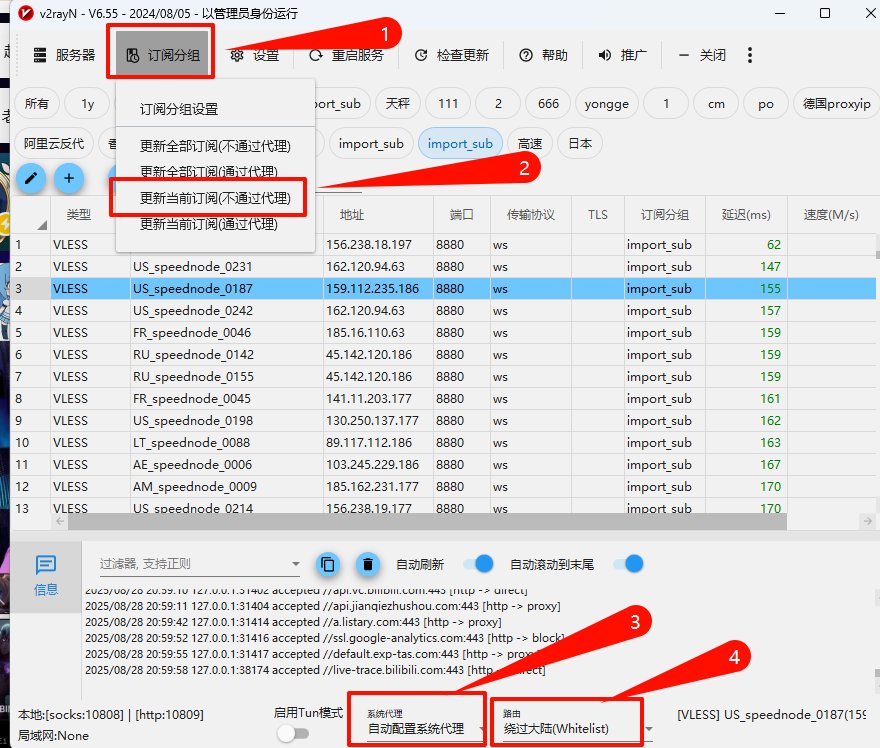 v2rayN - V6.55 - 2024/08/05 - 以管理员身份运行
服务器
订阅分组
设置
重启服务
检查更新
帮助
推广
关闭
1
所有
1y
port_sub
天秤
111
2
666
yongge
1
cm
po
德国proxyip
阿里云反代
import_sub
import_sub
高速
日本
订阅分组设置
更新全部订阅(不通过代理)
更新全部订阅(通过代理)
更新当前订阅(不通过代理)
更新当前订阅(通过代理)
2
类型 地址 端口 传输协议 TLS 订阅分组 延迟(ms) 速度(M/s)
1 VLESS 156.238.18.197 8880 ws import_sub 62
2 VLESS US_speednode_0231 162.120.94.63 8880 ws import_sub 147
3 VLESS US_speednode_0187 159.112.235.186 8880 ws import_sub 155
4 VLESS US_speednode_0242 162.120.94.63 8880 ws import_sub 157
5 VLESS FR_speednode_0046 185.16.110.63 8880 ws import_sub 159
6 VLESS RU_speednode_0142 45.142.120.186 8880 ws import_sub 159
7 VLESS RU_speednode_0155 45.142.120.186 8880 ws import_sub 159
8 VLESS FR_speednode_0045 141.11.203.177 8880 ws import_sub 161
9 VLESS US_speednode_0198 130.250.137.177 8880 ws import_sub 162
10 VLESS LT_speednode_0088 89.117.112.186 8880 ws import_sub 163
11 VLESS AE_speednode_0006 103.245.229.186 8880 ws import_sub 167
12 VLESS AM_speednode_0009 185.162.231.177 8880 ws import_sub 170
13 VLESS US_speednode_0214 156.238.19.177 8880 ws import_sub 170
信息
过滤器, 支持正则
自动刷新
自动滚动到末尾
2025/08/28 20:59:10 127.0.0.1:31402 accepted //api.vc.bilibili.com:443 [http -> direct]
2025/08/28 20:59:11 127.0.0.1:31404 accepted //api.jianqiezhushou.com:443 [http -> proxy]
2025/08/28 20:59:42 127.0.0.1:31414 accepted //a.listary.com:443 [http -> proxy]
2025/08/28 20:59:52 127.0.0.1:31416 accepted //ssl.google-analytics.com:443 [http -> block]
2025/08/28 20:59:55 127.0.0.1:31417 accepted //default.exp-tas.com:443 [http -> proxy]
2025/08/28 20:59:58 127.0.0.1:38174 accepted //live-trace.bilibili.com:443 [http -> direct]
3
4
本地:[socks:10808] | [http:10809]
局域网:None
启用Tun模式
系统代理
自动配置系统代理
路由
绕过大陆(Whitelist)
[VLESS] US_speednode_0187(159